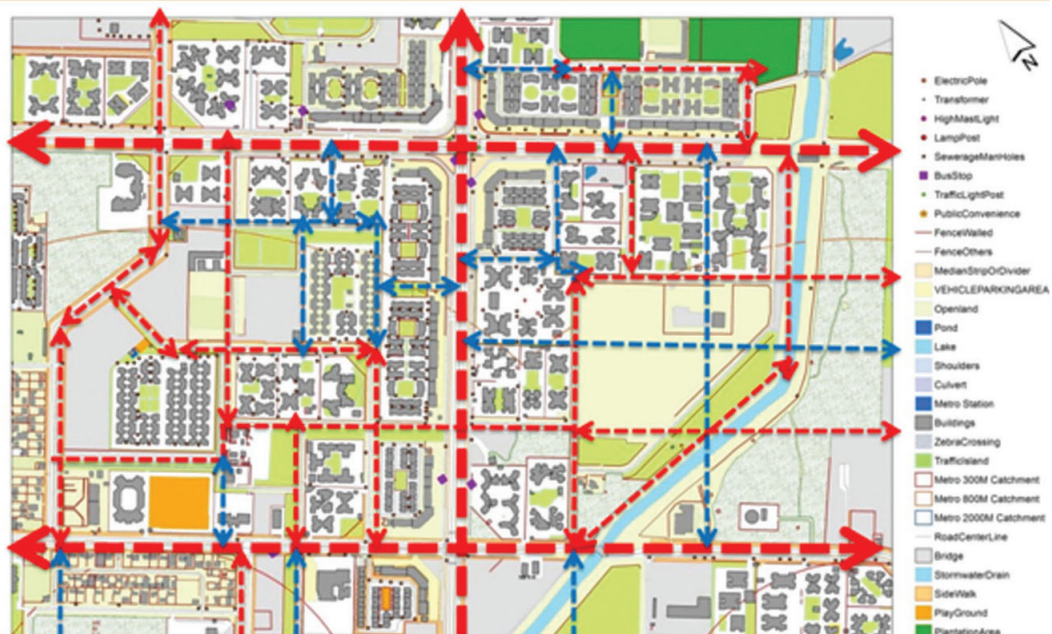 N
ElectricPole
Transformer
HighMastLight
LampPost
SewerageManHoles
BusStop
TrafficLightPost
PublicConvenience
FenceWalled
FenceOthers
MedianStripOrDivider
VEHICLEPARKINGAREA
Openland
Pond
Lake
Shoulders
Culvert
Metro Station
Buildings
ZebraCrossing
TrafficIsland
Metro 300M Catchment
Metro 800M Catchment
Metro 2000M Catchment
RoadCenterLine
Bridge
StormwaterDrain
SideWalk
PlayGround
PlantationArea